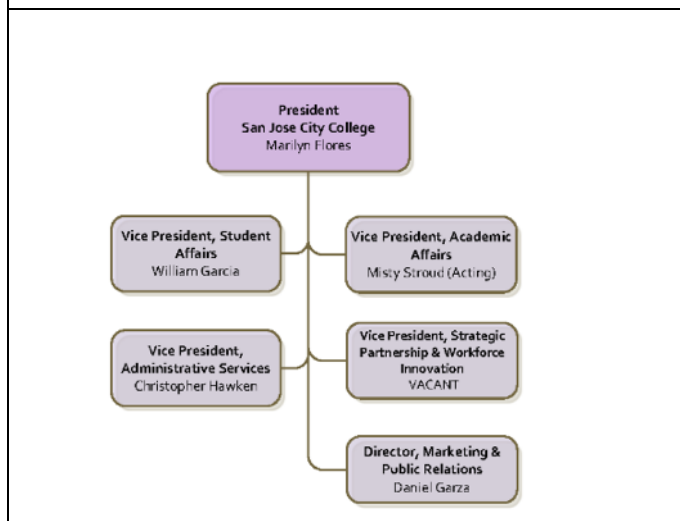 President
San Jose City College
Marilyn Flores
Vice President, Student
Affairs
William Garcia
Vice President, Academic
Affairs
Misty Stroud (Acting)
Vice President,
Administrative Services
Christopher Hawken
Vice President, Strategic
Partnership & Workforce
Innovation
VACANT
Director, Marketing &
Public Relations
Daniel Garza